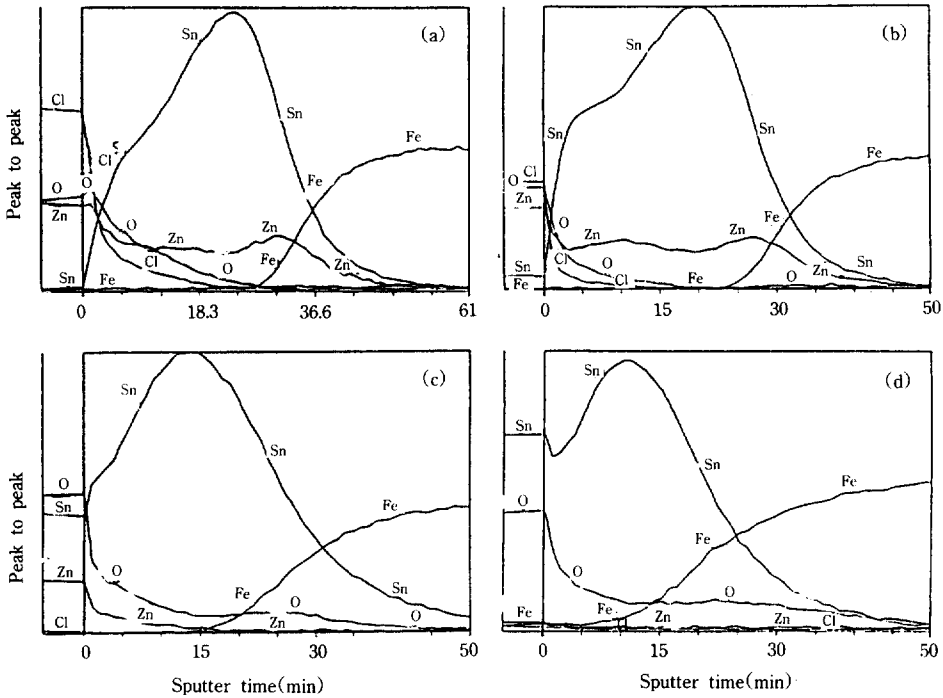 (a)
Sn
Cl
Cl
Fe
O
O
Fe
Zn
O
Zn
Zn
Cl
Fe
Zn
Sn
Fe
O
0
18.3
36.6
61
Peak to peak
(b)
Sn
Sn
Sn
Fe
O
Cl
Zn
O
Zn
Zn
Fe
Sn
Sn
Fe
Cl
Fe
O
Zn
0
15
30
50
(c)
Sn
Sn
Fe
O
Sn
Zn
O
Fe
O
Sn
Cl
Zn
Zn
O
0
15
30
50
Peak to peak
Sputter time(min)
(d)
Sn
Sn
Sn
Fe
O
Fe
O
O
Fe
Fe
Zn
Zn
Cl
0
15
30
50
Sputter time(min)